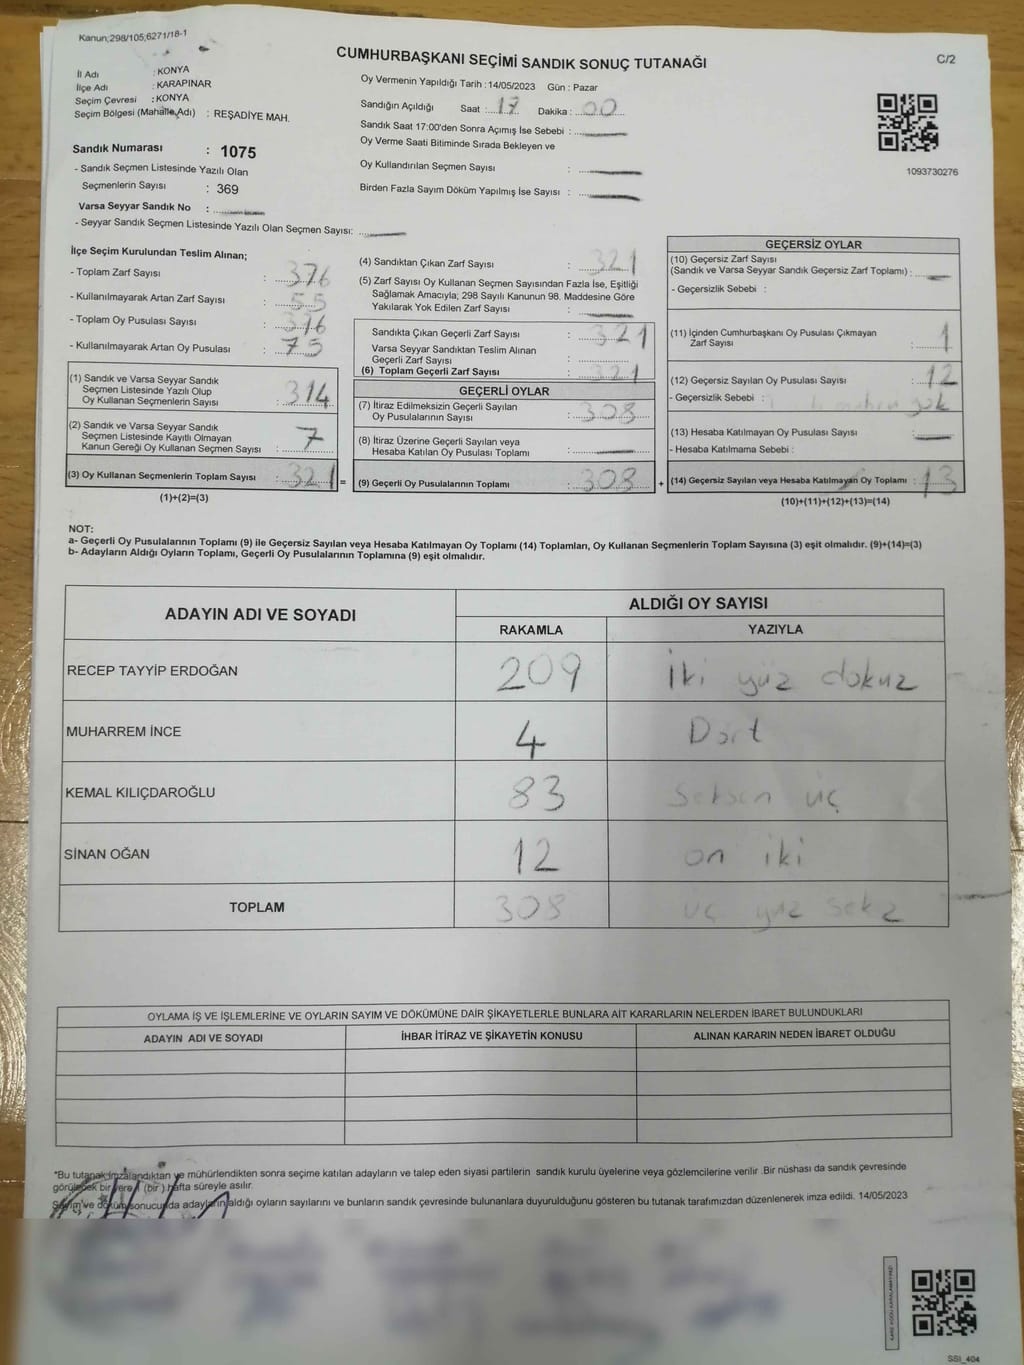 Kanun;298/105;6271/18-1
CUMHURBAŞKANI SEÇİMİ SANDIK SONUÇ TUTANAĞI
C/2
İl Adı : KONYA
İlçe Adı : KARAPINAR
Seçim Çevresi : KONYA
Seçim Bölgesi (Mahalle Adı) : REŞADİYE MAH.
Sandık Numarası : 1075
- Sandık Seçmen Listesinde Yazılı Olan
Seçmenlerin Sayısı : 369
Varsa Seyyar Sandık No :
- Seyyar Sandık Seçmen Listesinde Yazılı Olan Seçmen Sayısı:
Oy Vermenin Yapıldığı Tarih : 14/05/2023 Gün : Pazar
Sandığın Açıldığı Saat : 17 Dakika : 00
Sandık Saat 17:00'den Sonra Açımış İse Sebebi :
Oy Verme Saati Bitiminde Sırada Bekleyen ve
Oy Kullandırılan Seçmen Sayısı :
Birden Fazla Sayım Döküm Yapılmış İse Sayısı :
1093730276
İlçe Seçim Kurulundan Teslim Alınan;
- Toplam Zarf Sayısı : 376
- Kullanılmayarak Artan Zarf Sayısı : 55
- Toplam Oy Pusulası Sayısı :
- Kullanılmayarak Artan Oy Pusulası : 75
(1) Sandık ve Varsa Seyyar Sandık
Seçmen Listesinde Yazılı Olup
Oy Kullanan Seçmenlerin Sayısı : 314
(2) Sandık ve Varsa Seyyar Sandık
Seçmen Listesinde Kayıtlı Olmayan
Kanun Gereği Oy Kullanan Seçmen Sayısı : 7
(3) Oy Kullanan Seçmenlerin Toplam Sayısı : 321
(1)+(2)=(3)
=
(4) Sandıktan Çıkan Zarf Sayısı : 321
(5) Zarf Sayısı Oy Kullanan Seçmen Sayısından Fazla İse, Eşitliği
Sağlamak Amacıyla; 298 Sayılı Kanunun 98. Maddesine Göre
Yakılarak Yok Edilen Zarf Sayısı :
Sandıkta Çıkan Geçerli Zarf Sayısı : 321
Varsa Seyyar Sandıktan Teslim Alınan
Geçerli Zarf Sayısı :
(6) Toplam Geçerli Zarf Sayısı : 321
GEÇERLİ OYLAR
(7) İtiraz Edilmeksizin Geçerli Sayılan
Oy Pusulalarının Sayısı : 308
(8) İtiraz Üzerine Geçerli Sayılan veya
Hesaba Katılan Oy Pusulası Toplamı :
(9) Geçerli Oy Pusulalarının Toplamı : 308
+
GEÇERSİZ OYLAR
(10) Geçersiz Zarf Sayısı
(Sandık ve Varsa Seyyar Sandık Geçersiz Zarf Toplamı) :
- Geçersizlik Sebebi :
(11) İçinden Cumhurbaşkanı Oy Pusulası Çıkmayan
Zarf Sayısı : 1
(12) Geçersiz Sayılan Oy Pusulası Sayısı : 12
- Geçersizlik Sebebi :
(13) Hesaba Katılmayan Oy Pusulası Sayısı :
- Hesaba Katılmama Sebebi :
(14) Geçersiz Sayılan veya Hesaba Katılmayan Oy Toplamı : 13
(10)+(11)+(12)+(13)=(14)
NOT:
a- Geçerli Oy Pusulalarının Toplamı (9) ile Geçersiz Sayılan veya Hesaba Katılmayan Oy Toplamı (14) Toplamları, Oy Kullanan Seçmenlerin Toplam Sayısına (3) eşit olmalıdır. (9)+(14)=(3)
b- Adayların Aldığı Oyların Toplamı, Geçerli Oy Pusulalarının Toplamına (9) eşit olmalıdır.
ADAYIN ADI VE SOYADI
ALDIĞI OY SAYISI
RAKAMLA YAZIYLA
RECEP TAYYİP ERDOĞAN 209 İki yüz dokuz
MUHARREM İNCE 4 Dört
KEMAL KILIÇDAROĞLU 83 Seksen üç
SİNAN OĞAN 12 on iki
TOPLAM 308 üç yüz sekz
OYLAMA İŞ VE İŞLEMLERİNE VE OYLARIN SAYIM VE DÖKÜMÜNE DAİR ŞİKAYETLERLE BUNLARA AİT KARARLARIN NELERDEN İBARET BULUNDUKLARI
ADAYIN ADI VE SOYADI İHBAR İTİRAZ VE ŞİKAYETİN KONUSU ALINAN KARARIN NEDEN İBARET OLDUĞU
*Bu tutanak imzalandıktan ve mühürlendikten sonra seçime katılan adayların ve talep eden siyasi partilerin sandık kurulu üyelerine veya gözlemcilerine verilir .Bir nüshası da sandık çevresinde
görülebilecek bir yere 1 (bir ) hafta süreyle asılır.
Sayım ve döküm sonucunda adayların aldığı oyların sayılarını ve bunların sandık çevresinde bulunanlara duyurulduğunu gösteren bu tutanak tarafımızdan düzenlenerek imza edildi. 14/05/2023
SSI_404